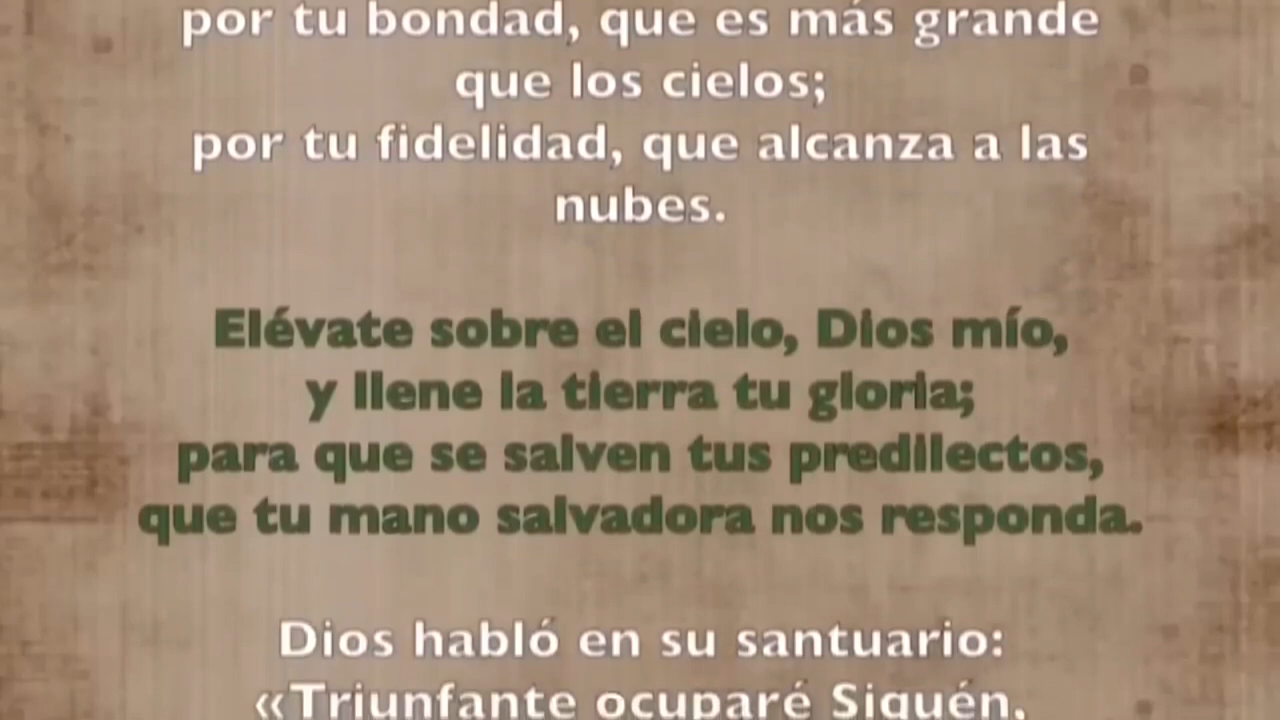 por tu bondad, que es más grande
que los cielos;
por tu fidelidad, que alcanza a las
nubes.
Elévate sobre el cielo, Dios mío,
y llene la tierra tu gloria;
para que se salven tus predilectos,
que tu mano salvadora nos responda.
Dios habló en su santuario:
«Triunfante ocuparé Siquén,